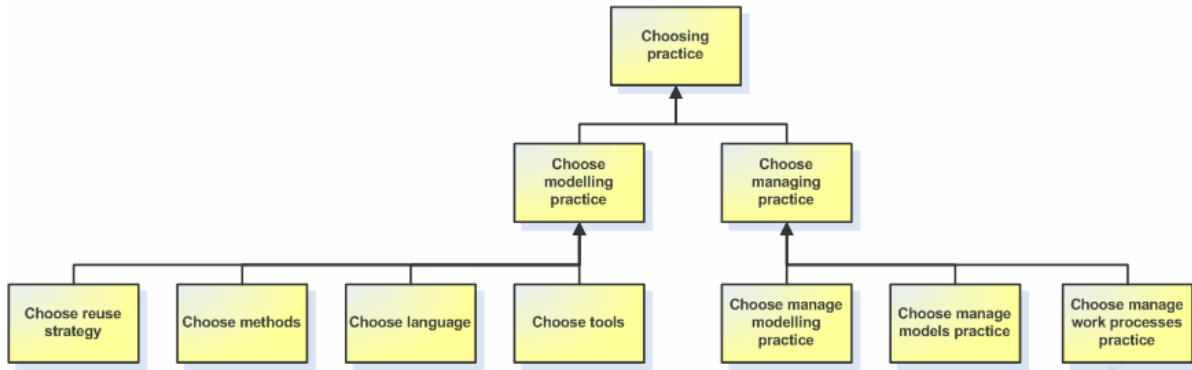 Choosing
practice
Choose
modelling
practice
Choose
managing
practice
Choose reuse
strategy
Choose methods
Choose language
Choose tools
Choose manage
modelling
practice
Choose manage
models practice
Choose manage
work processes
practice